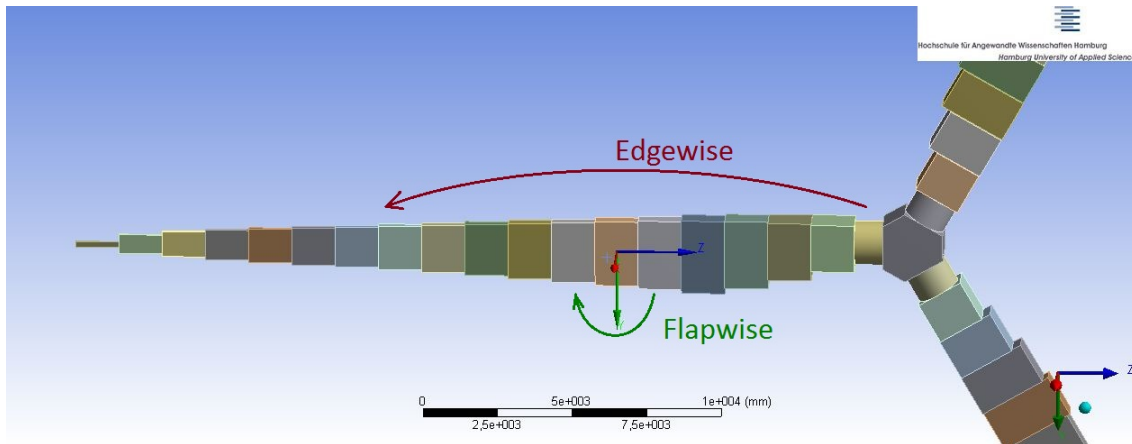 Hochschule für Angewandte Wissenschaften Hamburg
Hamburg University of Applied Science
Edgewise
Z
Y
Flapwise
Z
0 5e+003 1e+004 (mm)
2,5e+003 7,5e+003